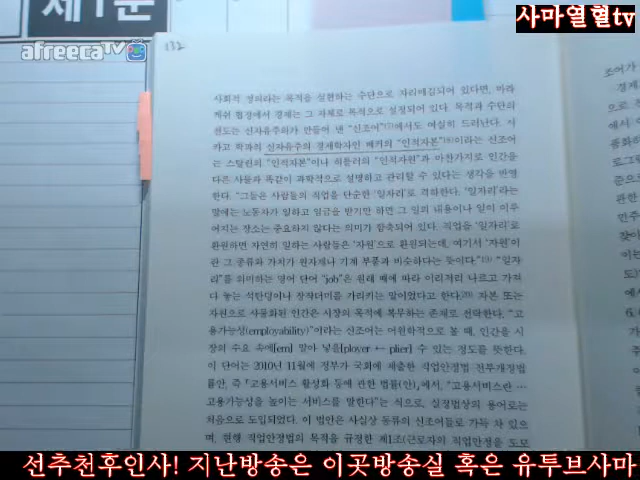 제1문
사마열혈tv
afreecaTV
132
사회적 정의라는 목적을 실현하는 수단으로 자리매김되어 있다면, 바라
케쉬 헌장에서 경제는 그 자체로 목적으로 설정되어 있다. 목적과 수단의
전도는 신자유주의가 만들어 낸 “신조어”에서도 여실히 드러난다. 시
카고 학파의 신자유주의 경제학자인 베커의 “인적자본”이라는 신조어
는 스탈린의 “인적자본”이나 히틀러의 “인적자원”과 마찬가지로 인간을
다른 사물과 똑같이 과학적으로 설명하고 관리할 수 있다는 생각을 반영
한다. “그들은 사람들의 직업을 단순한 ‘일자리’로 격하한다. ‘일자리’라는
말에는 노동자가 일하고 임금을 받기만 하면 그 일의 내용이나 일이 이루
어지는 장소는 중요하지 않다는 의미가 함축되어 있다. 직업을 ‘일자리’로
환원하면 자연히 일하는 사람들은 ‘자원’으로 환원되는데, 여기서 ‘자원’이
란 그 종류와 가치가 원자재나 기계 부품과 비슷하다는 뜻이다.”19) “일자
리”를 의미하는 영어 단어 “job”은 원래 배에 따라 이리저리 나르고 가져
다 놓는 석탄덩이나 장작더미를 가리키는 말이었다고 한다.20) 자본 또는
자원으로 사물화된 인간은 시장의 목적에 복무하는 존재로 전락한다. “고
용가능성(employability)”이라는 신조어는 어원학적으로 볼 때, 인간을 시
장의 수요 속에[em] 말아 넣을[ployer ← plier] 수 있는 정도를 뜻한다.
이 단어는 2010년 11월에 정부가 국회에 제출한 직업안정법 전부개정법
률안, 즉 「고용서비스 활성화 등에 관한 법률(안)」에서, “고용서비스란 …
고용가능성을 높이는 서비스를 말한다”는 식으로, 실정법상의 용어로는
처음으로 도입되었다. 이 법안은 사실상 동류의 신조어들로 가득 차 있으
며, 현행 직업안정법의 목적을 규정한 제1조(근로자의 직업안정을 도모
선추천후인사! 지난방송은 이곳방송실 혹은 유투브사마